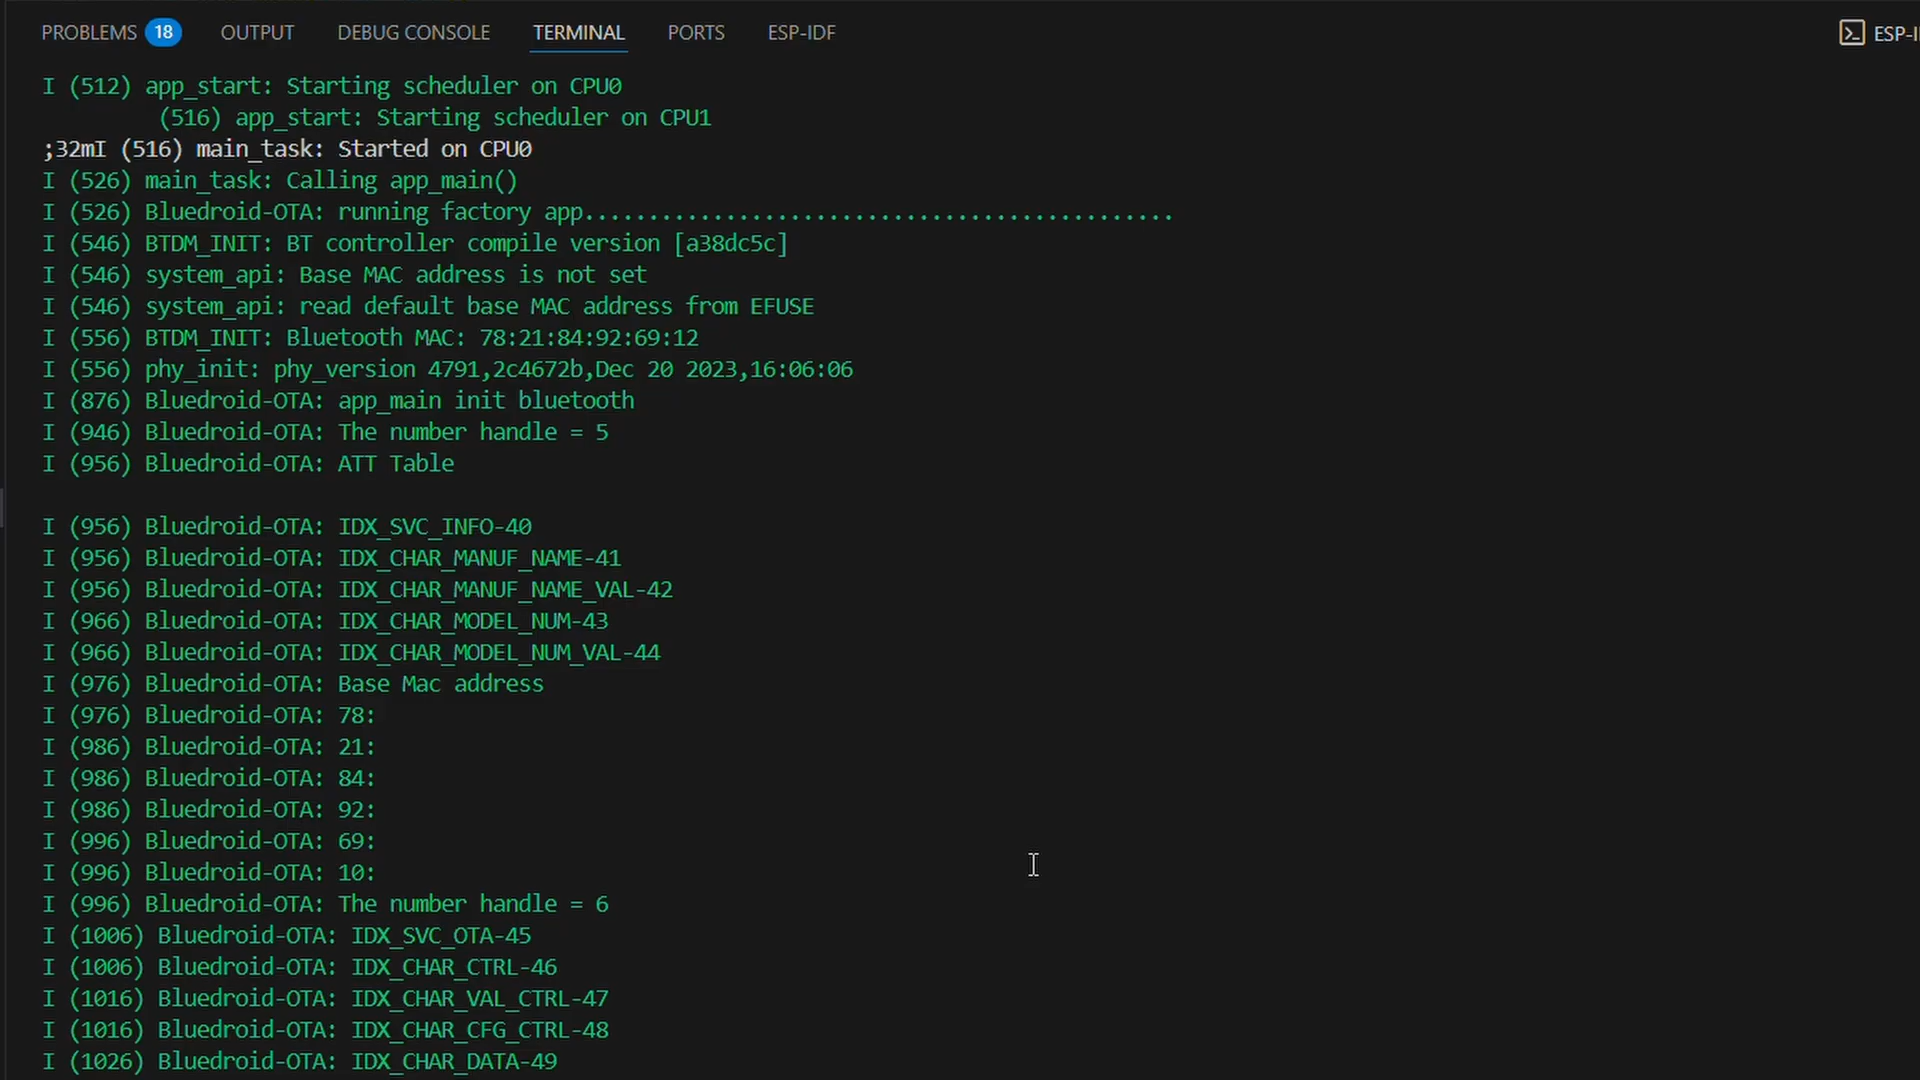 PROBLEMS 18 OUTPUT DEBUG CONSOLE TERMINAL PORTS ESP-IDF ESP-I
I (512) app_start: Starting scheduler on CPU0
(516) app_start: Starting scheduler on CPU1
;32mI (516) main_task: Started on CPU0
I (526) main_task: Calling app_main()
I (526) Bluedroid-OTA: running factory app..............................................
I (546) BTDM_INIT: BT controller compile version [a38dc5c]
I (546) system_api: Base MAC address is not set
I (546) system_api: read default base MAC address from EFUSE
I (556) BTDM_INIT: Bluetooth MAC: 78:21:84:92:69:12
I (556) phy_init: phy_version 4791,2c4672b,Dec 20 2023,16:06:06
I (876) Bluedroid-OTA: app_main init bluetooth
I (946) Bluedroid-OTA: The number handle = 5
I (956) Bluedroid-OTA: ATT Table
I (956) Bluedroid-OTA: IDX_SVC_INFO-40
I (956) Bluedroid-OTA: IDX_CHAR_MANUF_NAME-41
I (956) Bluedroid-OTA: IDX_CHAR_MANUF_NAME_VAL-42
I (966) Bluedroid-OTA: IDX_CHAR_MODEL_NUM-43
I (966) Bluedroid-OTA: IDX_CHAR_MODEL_NUM_VAL-44
I (976) Bluedroid-OTA: Base Mac address
I (976) Bluedroid-OTA: 78:
I (986) Bluedroid-OTA: 21:
I (986) Bluedroid-OTA: 84:
I (986) Bluedroid-OTA: 92:
I (996) Bluedroid-OTA: 69:
I (996) Bluedroid-OTA: 10:
I (996) Bluedroid-OTA: The number handle = 6
I (1006) Bluedroid-OTA: IDX_SVC_OTA-45
I (1006) Bluedroid-OTA: IDX_CHAR_CTRL-46
I (1016) Bluedroid-OTA: IDX_CHAR_VAL_CTRL-47
I (1016) Bluedroid-OTA: IDX_CHAR_CFG_CTRL-48
I (1026) Bluedroid-OTA: IDX_CHAR_DATA-49